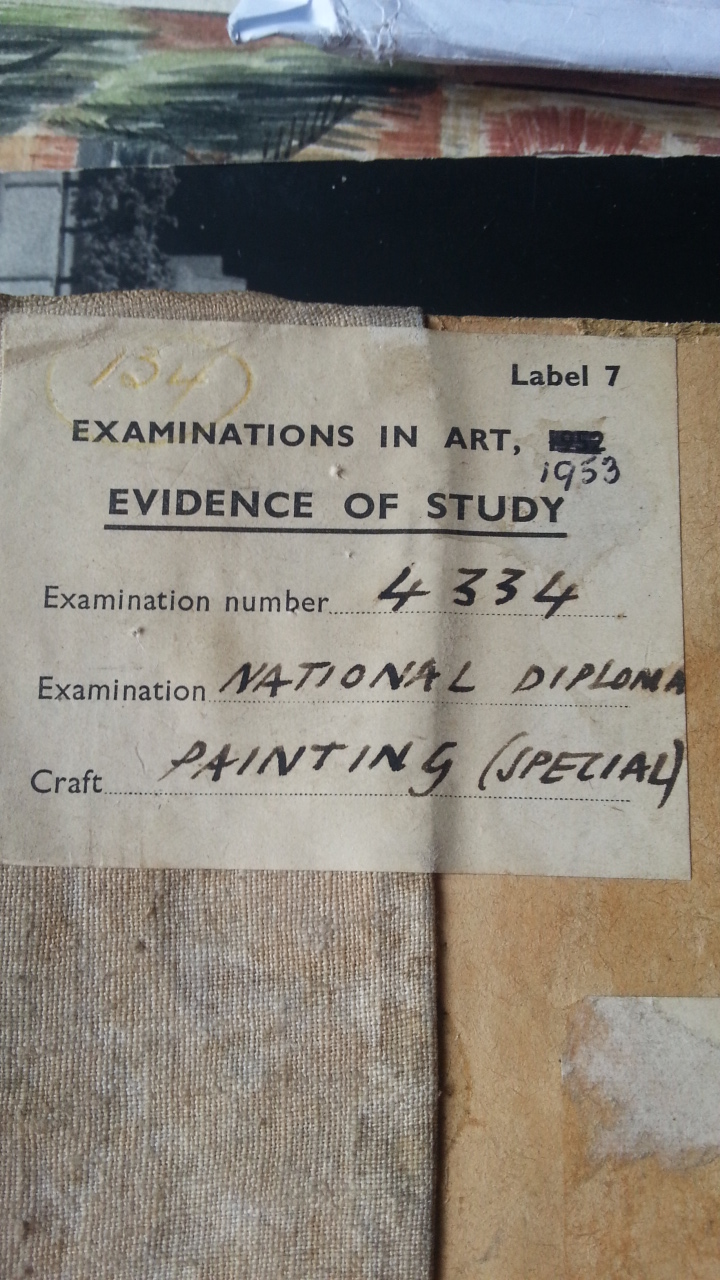 134
Label 7
EXAMINATIONS IN ART, 1952
1953
EVIDENCE OF STUDY
Examination number 4334
Examination NATIONAL DIPLOMA
Craft PAINTING (SPECIAL)